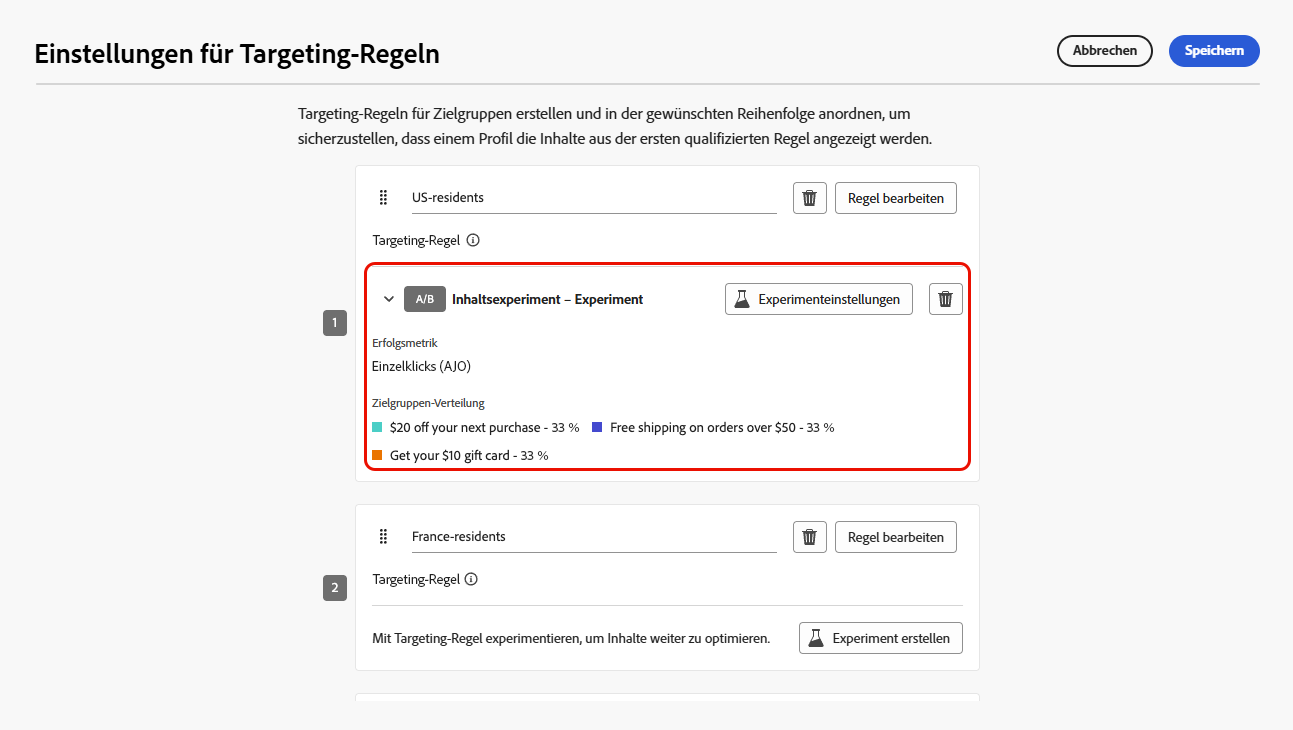 Einstellungen für Targeting-Regeln
Abbrechen
Speichern
Targeting-Regeln für Zielgruppen erstellen und in der gewünschten Reihenfolge anordnen, um
sicherzustellen, dass einem Profil die Inhalte aus der ersten qualifizierten Regel angezeigt werden.
US-residents
Regel bearbeiten
Targeting-Regel
A/B
Inhaltsexperiment – Experiment
Experimenteinstellungen
1
Erfolgsmetrik
Einzelklicks (AJO)
Zielgruppen-Verteilung
$20 off your next purchase - 33 %
Free shipping on orders over $50 - 33 %
Get your $10 gift card - 33 %
France-residents
Regel bearbeiten
Targeting-Regel
2
Mit Targeting-Regel experimentieren, um Inhalte weiter zu optimieren.
Experiment erstellen